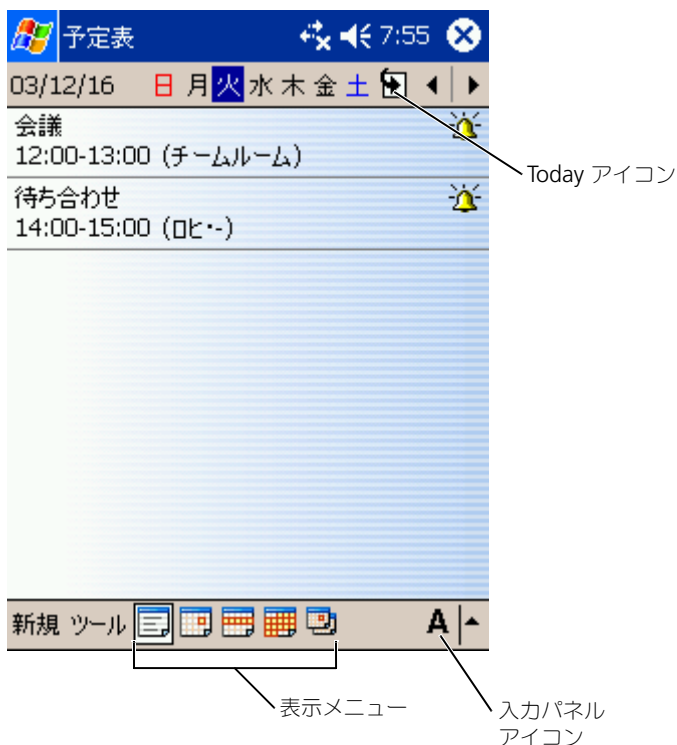 予定表 7:55
03/12/16 日 月 火 水 木 金 土
会議
12:00-13:00 (チームルーム)
Today アイコン
待ち合わせ
14:00-15:00 (ロヒ・-)
新規 ツール A
表示メニュー
入力パネル
アイコン